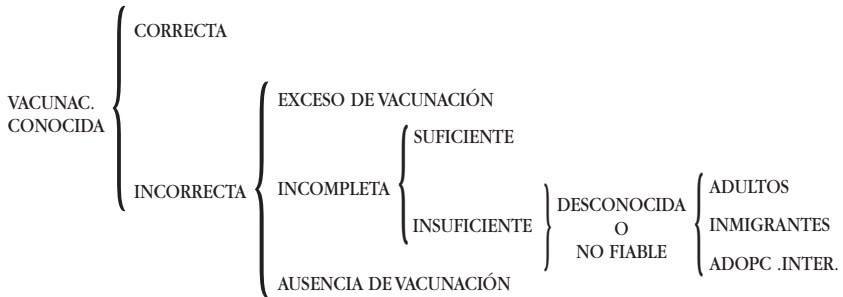 CORRECTA
VACUNAC.
CONOCIDA
EXCESO DE VACUNACIÓN
SUFICIENTE
INCORRECTA
INCOMPLETA
INSUFICIENTE
DESCONOCIDA
O
NO FIABLE
ADULTOS
INMIGRANTES
ADOPC .INTER.
AUSENCIA DE VACUNACIÓN